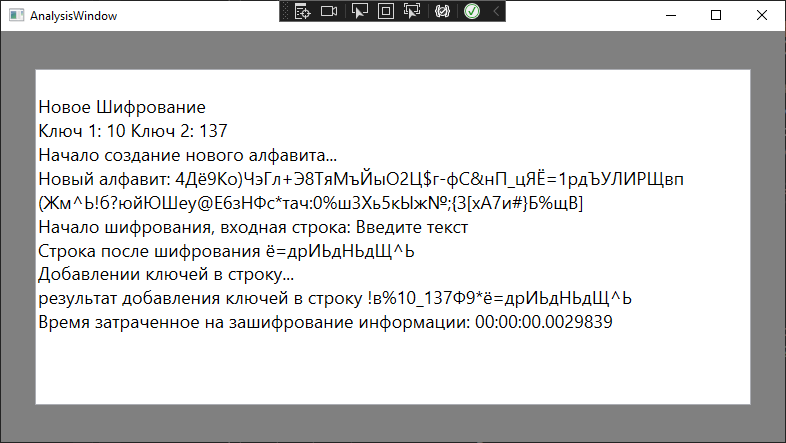 AnalysisWindow
Новое Шифрование
Ключ 1: 10 Ключ 2: 137
Начало создание нового алфавита...
Новый алфавит: 4Дё9Ко)ЧэГл+Э8ТяМъЙыО2Ц$г-фС&нП_цЯЁ=1рдЪУЛИРЩвп
(Жм^Ь!б?юйЮШеу@Е6зНФс*тач:0%ш3Хь5кЫж№;{З[хА7и#}Б%щВ]
Начало шифрования, входная строка: Введите текст
Строка после шифрования ё=дрИЬдНЬдЩ^Ь
Добавлении ключей в строку...
результат добавления ключей в строку !в%10_137Ф9*ё=дрИЬдНЬдЩ^Ь
Время затраченное на зашифрование информации: 00:00:00.0029839